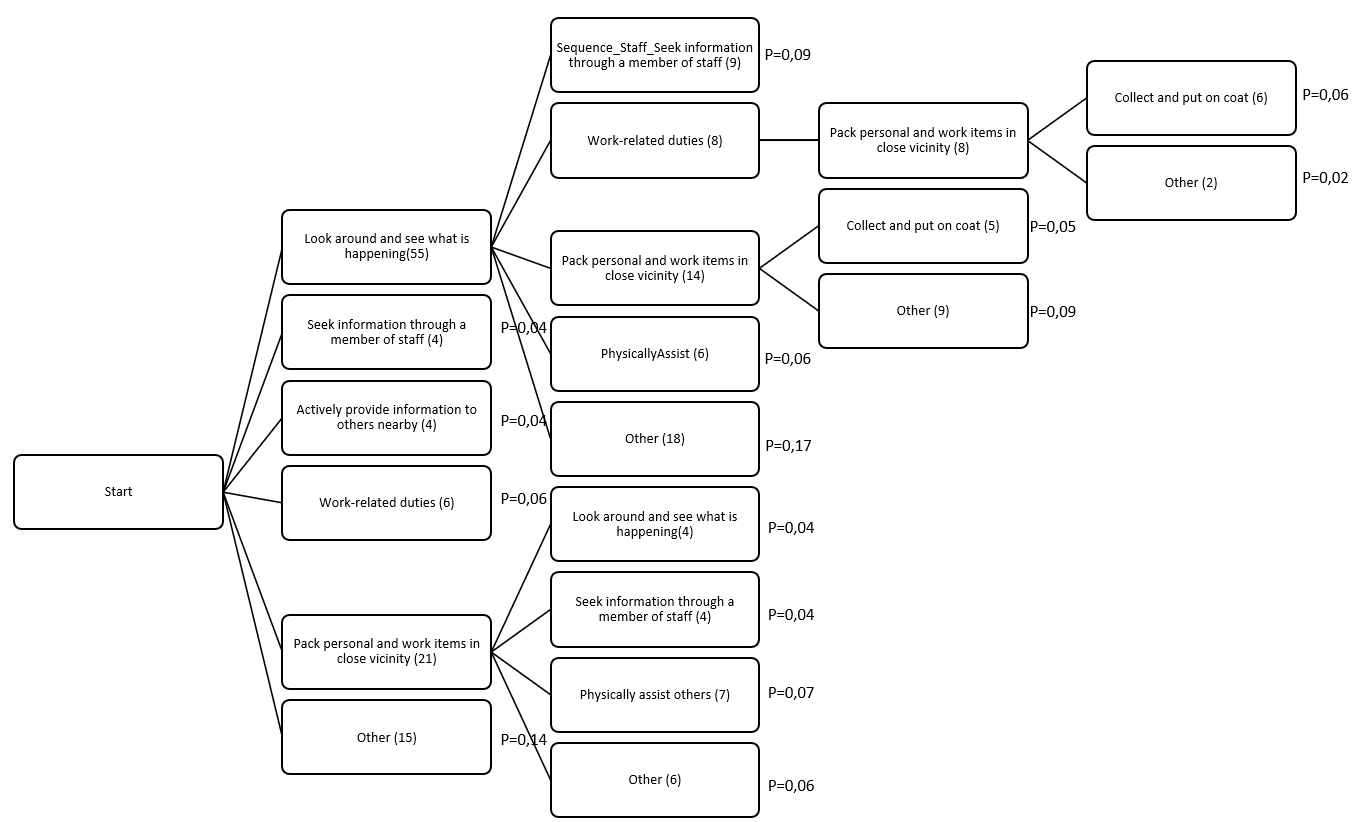 Start
Look around and see what is
happening(55)
Seek information through a
member of staff (4)
P=0,04
Actively provide information to
others nearby (4)
P=0,04
Work-related duties (6)
P=0,06
Pack personal and work items in
close vicinity (21)
Other (15)
P=0,14
Sequence_Staff_Seek information
through a member of staff (9)
P=0,09
Work-related duties (8)
Pack personal and work items in
close vicinity (14)
PhysicallyAssist (6)
P=0,06
Other (18)
P=0,17
Look around and see what is
happening(4)
P=0,04
Seek information through a
member of staff (4)
P=0,04
Physically assist others (7)
P=0,07
Other (6)
P=0,06
Pack personal and work items in
close vicinity (8)
Collect and put on coat (5)
P=0,05
Other (9)
P=0,09
Collect and put on coat (6)
P=0,06
Other (2)
P=0,02